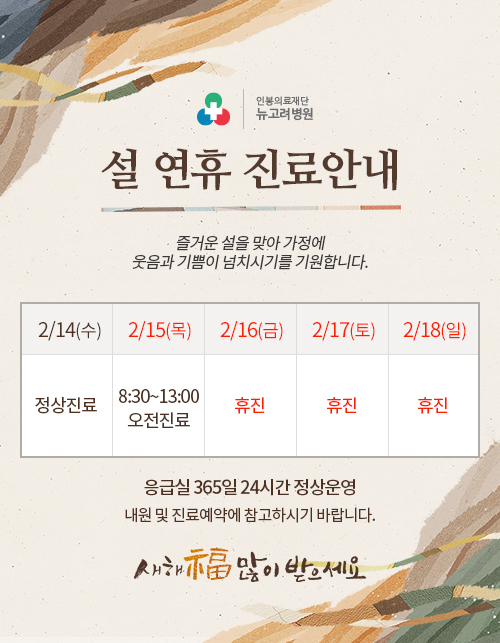 인봉의료재단
뉴고려병원
설 연휴 진료안내
즐거운 설을 맞아 가정에
웃음과 기쁨이 넘치시기를 기원합니다.
2/14(수) 2/15(목) 2/16(금) 2/17(토) 2/18(일)
정상진료 8:30~13:00 오전진료 휴진 휴진 휴진
응급실 365일 24시간 정상운영
내원 및 진료예약에 참고하시기 바랍니다.
새해福많이 받으세요